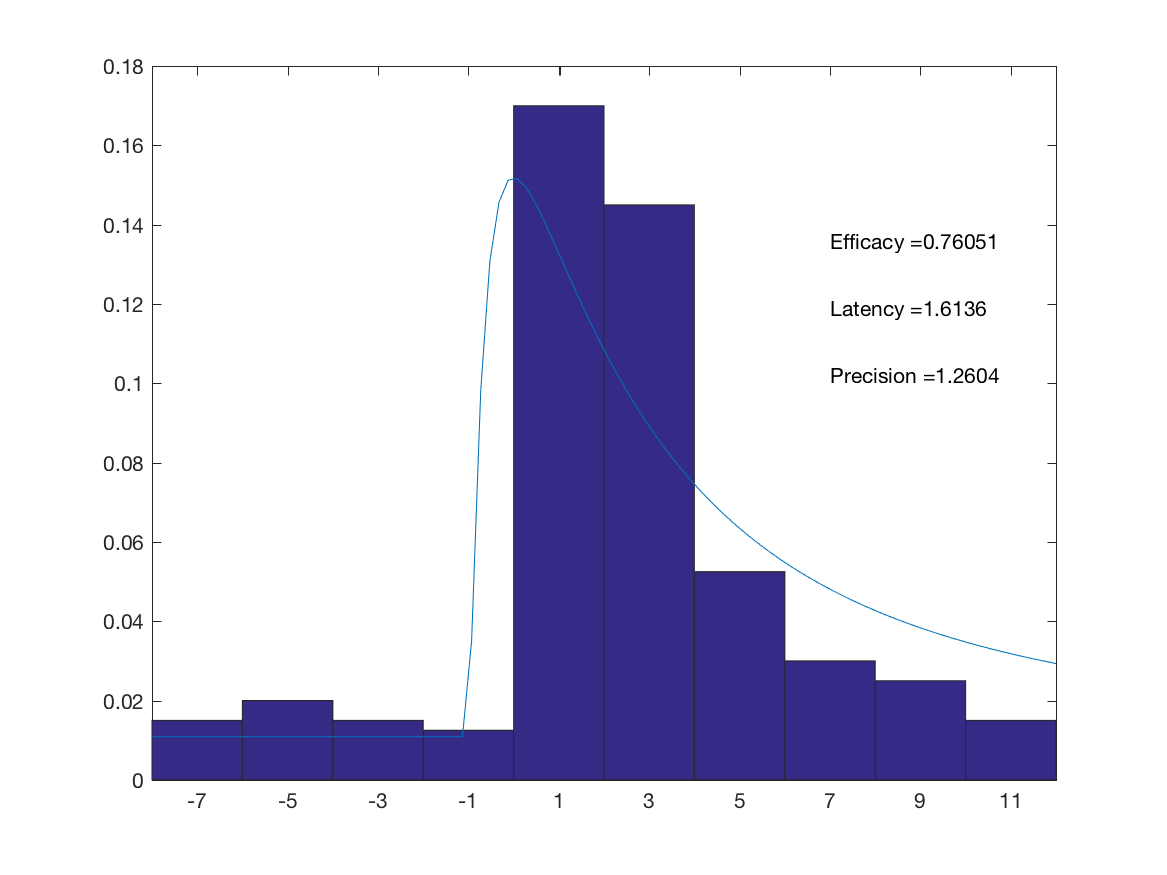 0.18
0.16
0.14
0.12
0.1
0.08
0.06
0.04
0.02
0
Efficacy =0.76051
Latency =1.6136
Precision =1.2604
-7 -5 -3 -1 1 3 5 7 9 11